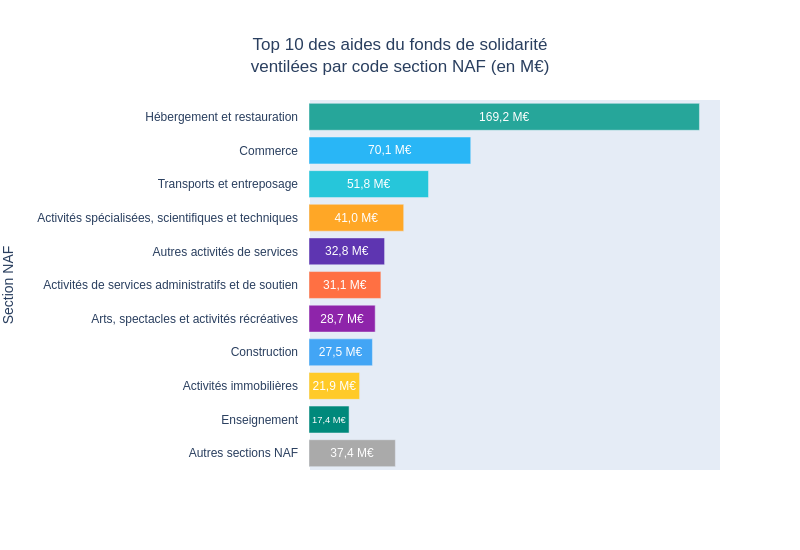 Top 10 des aides du fonds de solidarité
ventilées par code section NAF (en M€)
Section NAF
Hébergement et restauration 169,2 M€
Commerce 70,1 M€
Transports et entreposage 51,8 M€
Activités spécialisées, scientifiques et techniques 41,0 M€
Autres activités de services 32,8 M€
Activités de services administratifs et de soutien 31,1 M€
Arts, spectacles et activités récréatives 28,7 M€
Construction 27,5 M€
Activités immobilières 21,9 M€
Enseignement 17,4 M€
Autres sections NAF 37,4 M€